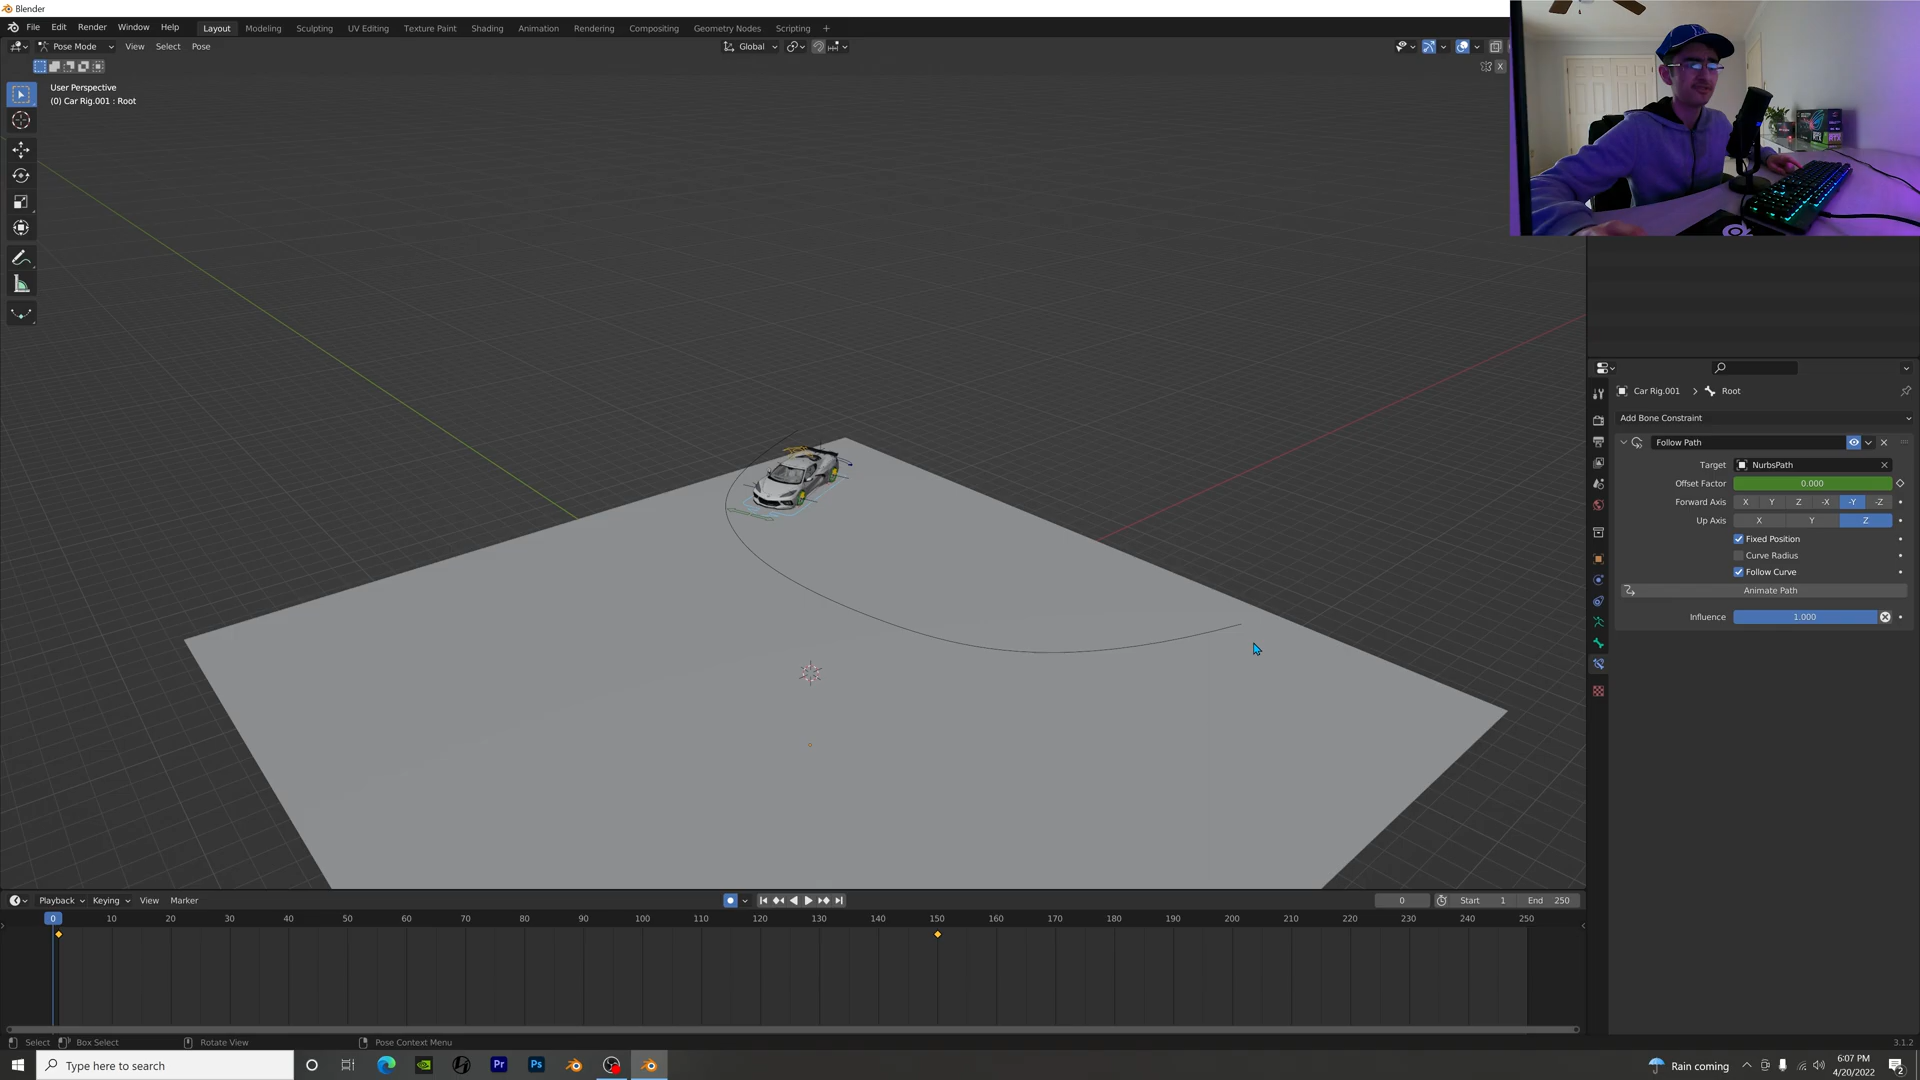 Blender
File Edit Render Window Help Layout Modeling Sculpting UV Editing Texture Paint Shading Animation Rendering Compositing Geometry Nodes Scripting +
Pose Mode View Select Pose Global
X
User Perspective
(0) Car Rig.001 : Root
Car Rig.001 > Root
Add Bone Constraint
Follow Path
Target NurbsPath
Offset Factor 0.000
Forward Axis X Y Z -X -Y -Z
Up Axis X Y Z
Fixed Position
Curve Radius
Follow Curve
Animate Path
Influence 1.000
Playback Keying View Marker 0 Start 1 End 250
0 10 20 30 40 50 60 70 80 90 100 110 120 130 140 150 160 170 180 190 200 210 220 230 240 250
Select Box Select Rotate View Pose Context Menu 3.1.2
Type here to search Pr Ps Rain coming 6:07 PM
4/20/2022 2